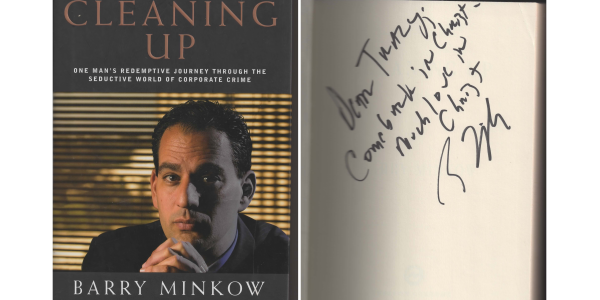 CLEANING
UP
ONE MAN'S REDEMPTIVE JOURNEY THROUGH THE
SEDUCTIVE WORLD OF CORPORATE CRIME
BARRY MINKOW
Dear Tracy,
Comeback in Christ-
much love in
Christ